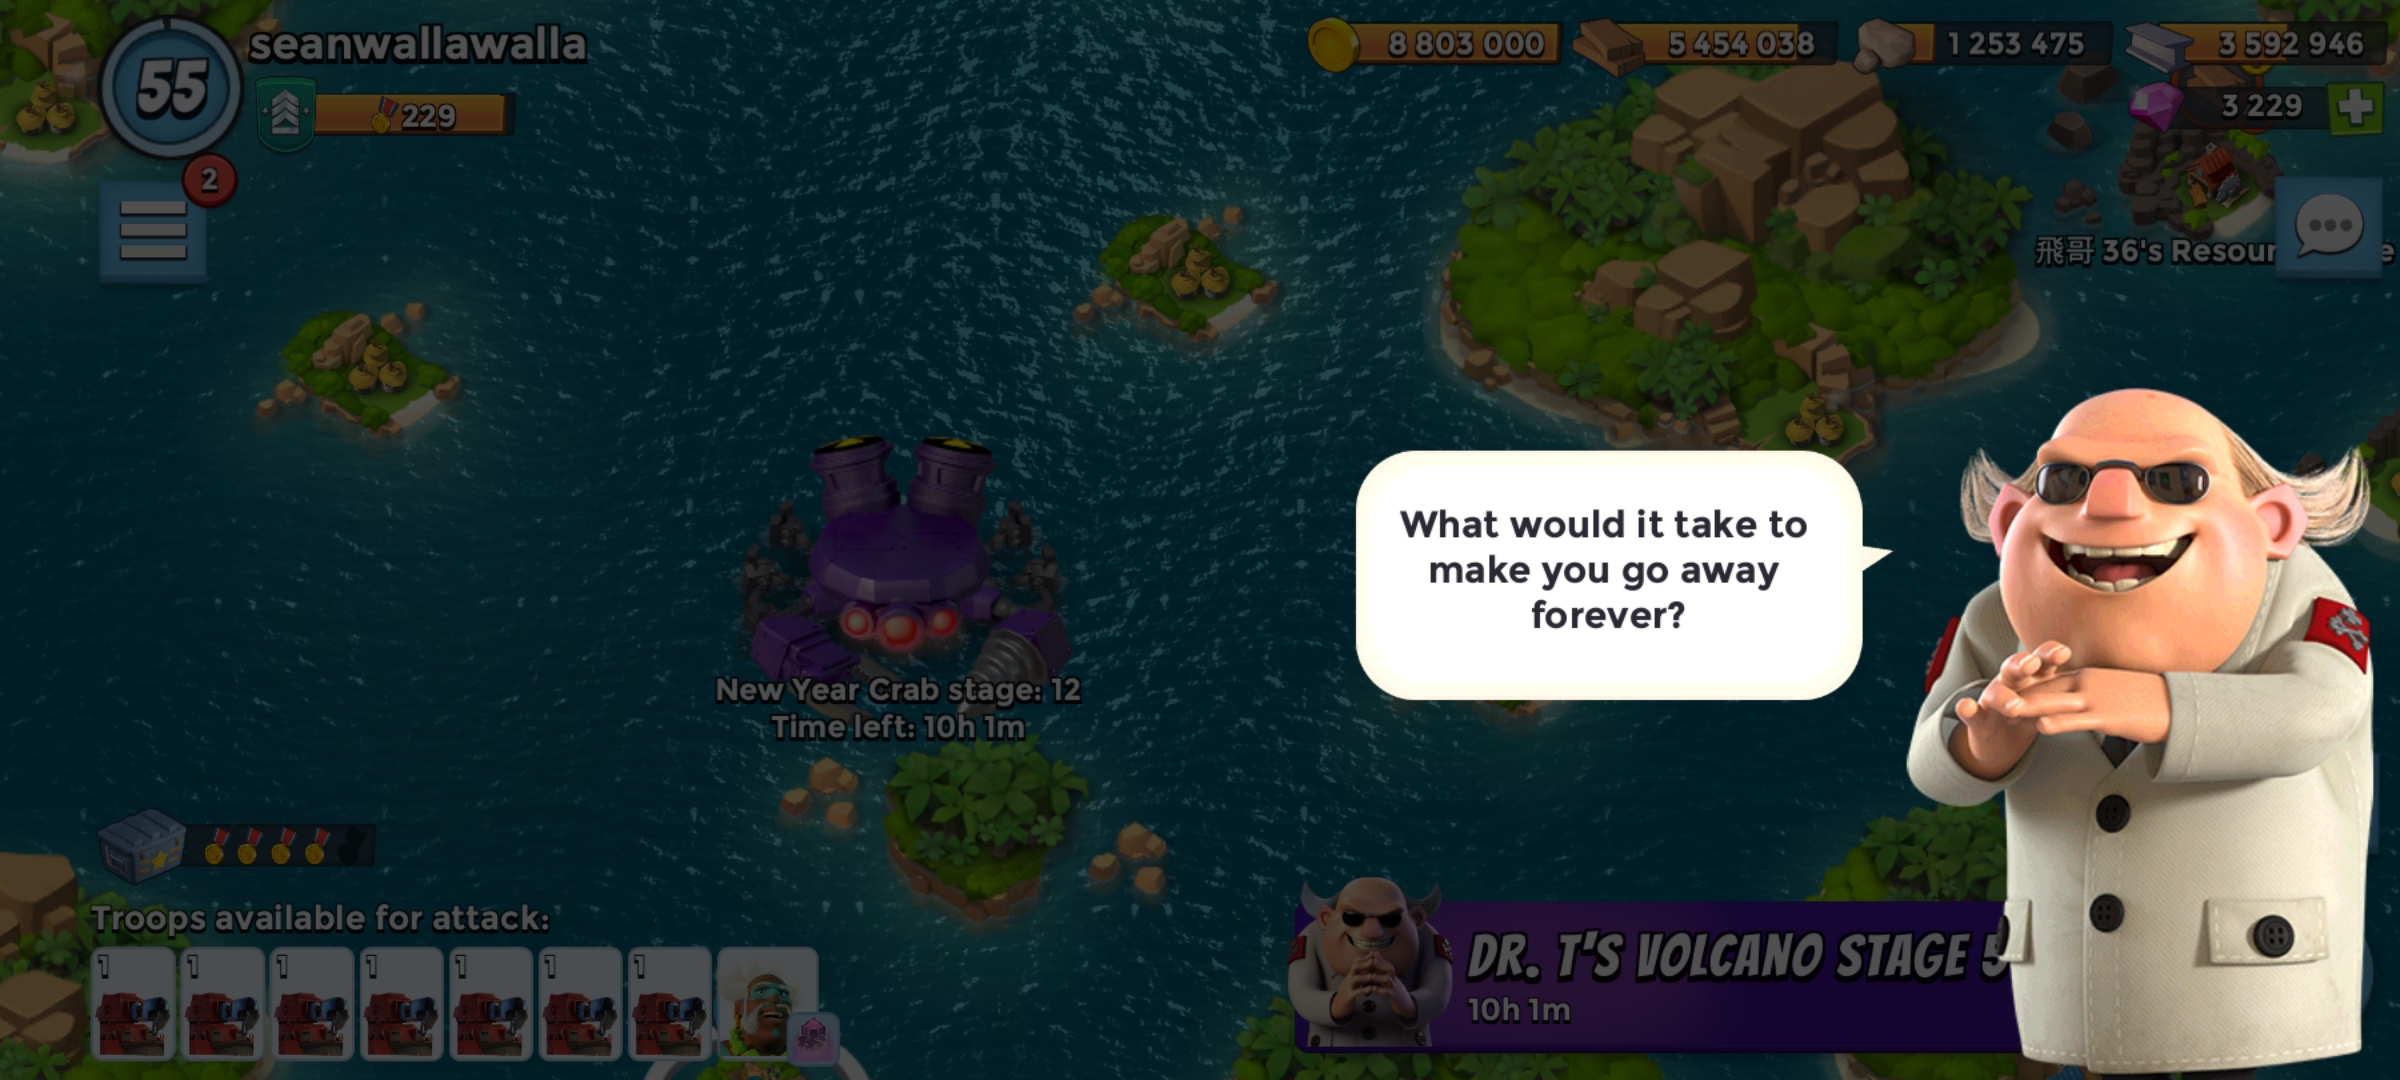 55
seanwallawalla
229
2
8 803 000
5 454 038
1 253 475
3 592 946
3 229
飛哥 36's Resour
What would it take to
make you go away
forever?
New Year Crab stage: 12
Time left: 10h 1m
Troops available for attack:
1 1 1 1 1 1 1
DR. T'S VOLCANO STAGE 5
10h 1m